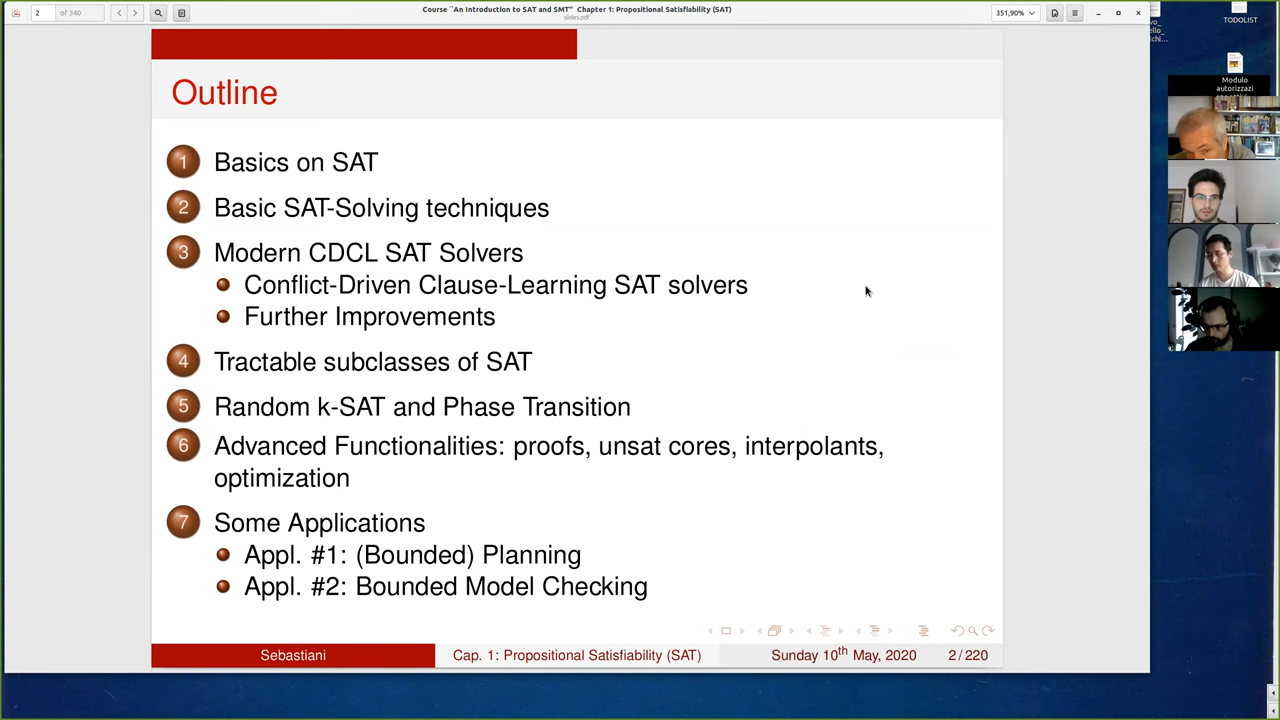 Course ``An Introduction to SAT and SMT'' Chapter 1: Propositional Satisfiability (SAT)
slides.pdf
2 of 340
351,90%
TODOLIST
Modulo
autorizzazi
Outline
1 Basics on SAT
2 Basic SAT-Solving techniques
3 Modern CDCL SAT Solvers
Conflict-Driven Clause-Learning SAT solvers
Further Improvements
4 Tractable subclasses of SAT
5 Random k-SAT and Phase Transition
6 Advanced Functionalities: proofs, unsat cores, interpolants,
optimization
7 Some Applications
Appl. #1: (Bounded) Planning
Appl. #2: Bounded Model Checking
Sebastiani Cap. 1: Propositional Satisfiability (SAT) Sunday 10th May, 2020 2 / 220